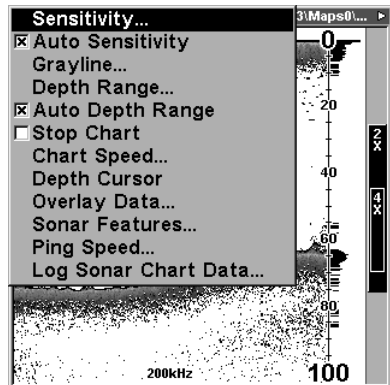 Sensitivity...
3\Maps0\...
Auto Sensitivity
0
Grayline...
Depth Range...
20
Auto Depth Range
Stop Chart
2x
Chart Speed...
Depth Cursor
40
Overlay Data...
4x
Sonar Features...
60
Ping Speed...
Log Sonar Chart Data...
80
200kHz
100